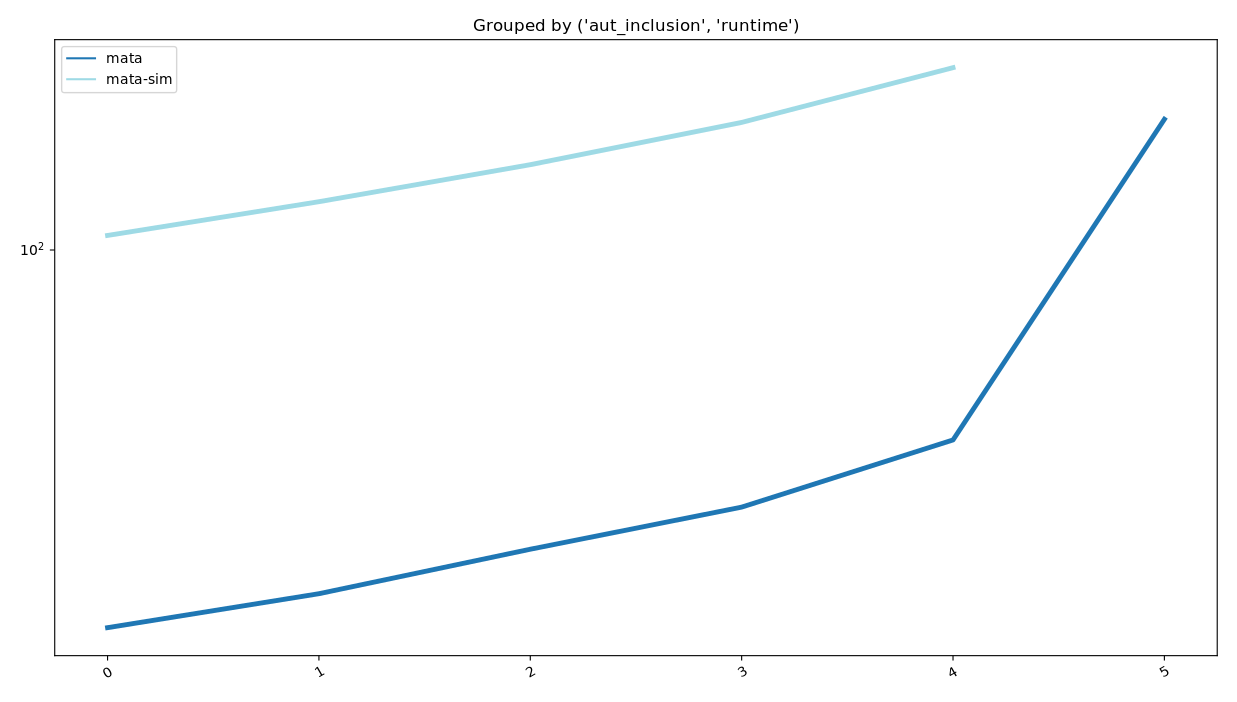 Grouped by ('aut_inclusion', 'runtime')
mata
mata-sim
10²
0 1 2 3 4 5